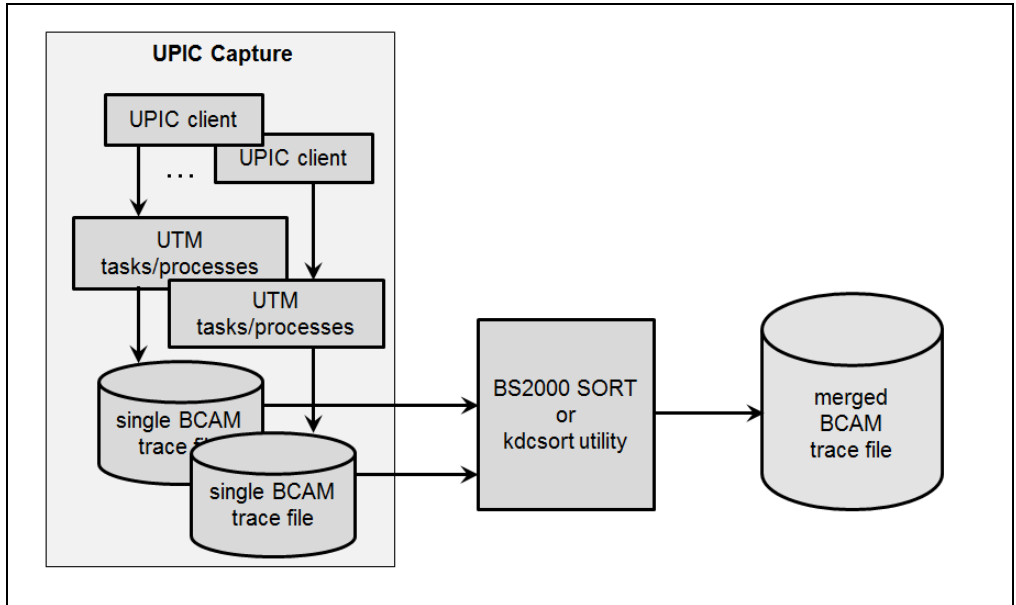 UPIC Capture
UPIC client
UPIC client
...
UTM
tasks/processes
UTM
tasks/processes
single BCAM
trace fil
single BCAM
trace file
BS2000 SORT
or
kdcsort utility
merged
BCAM
trace file